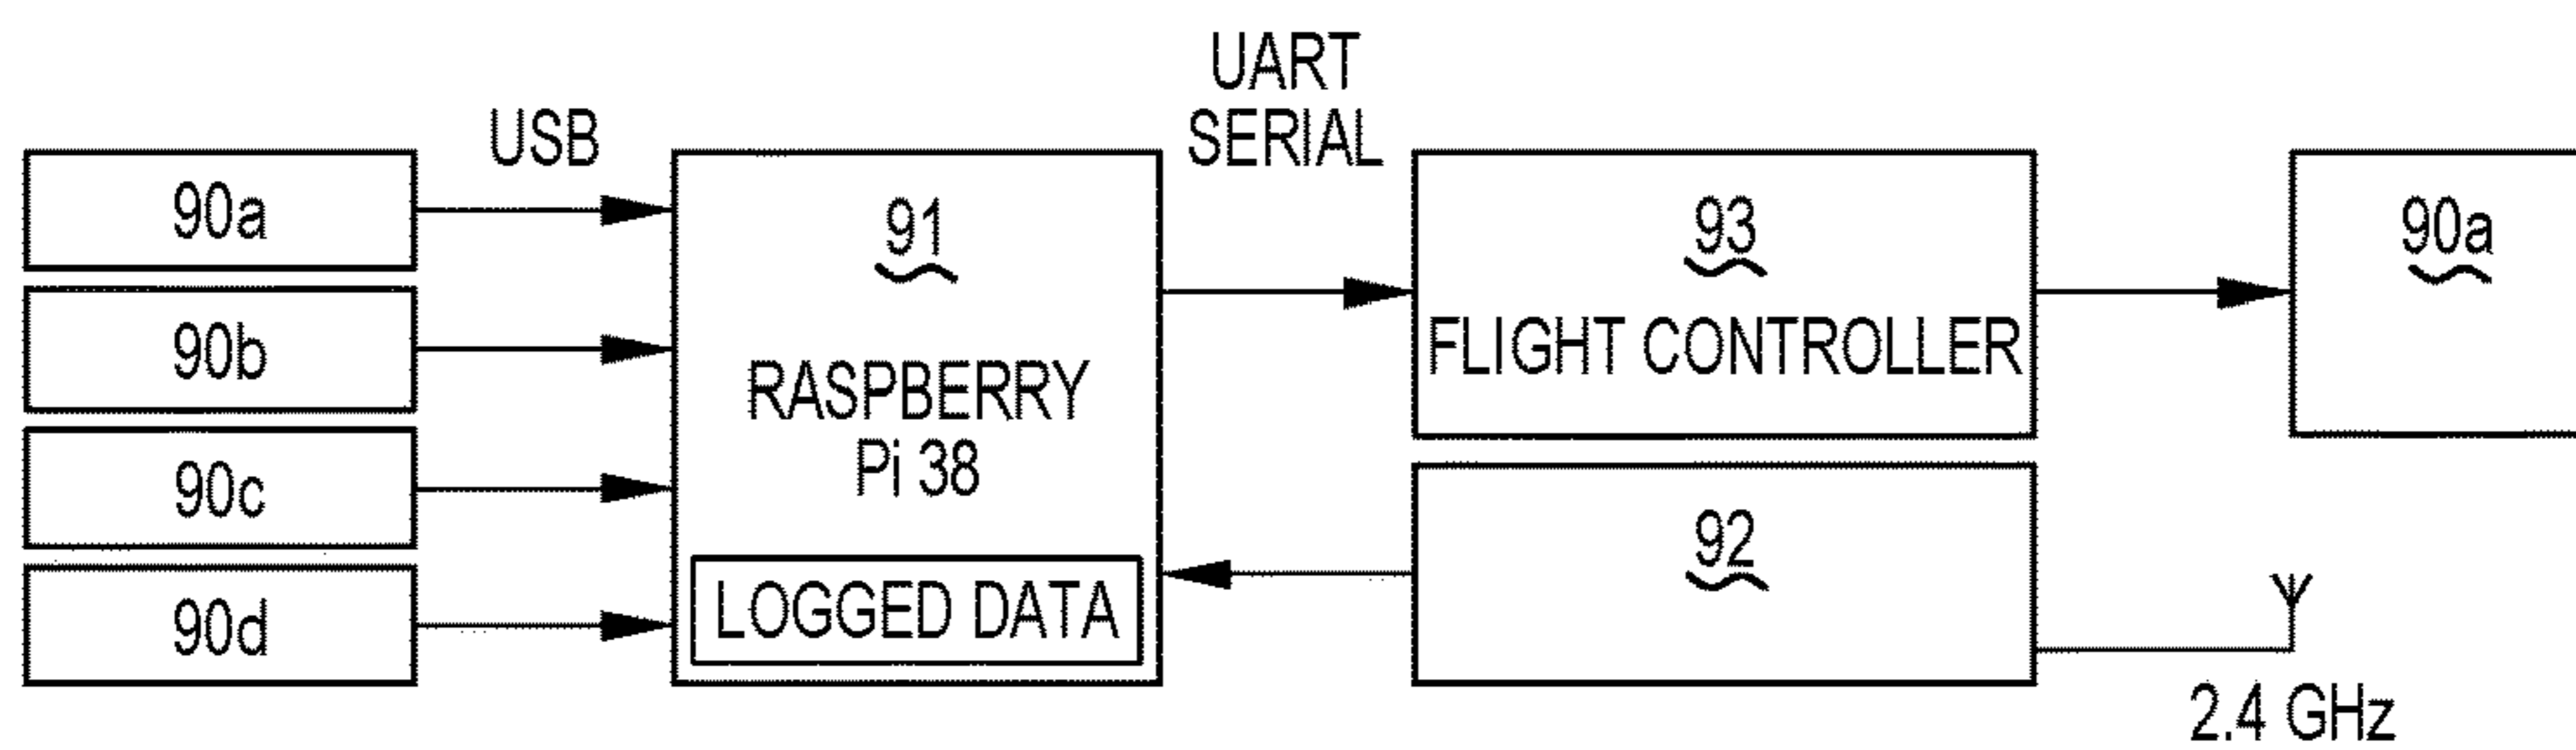 UART
USB
SERIAL
90a
90b
90c
90d
91
RASPBERRY
Pi 38
LOGGED DATA
93
FLIGHT CONTROLLER
92
90a
2.4 GHz